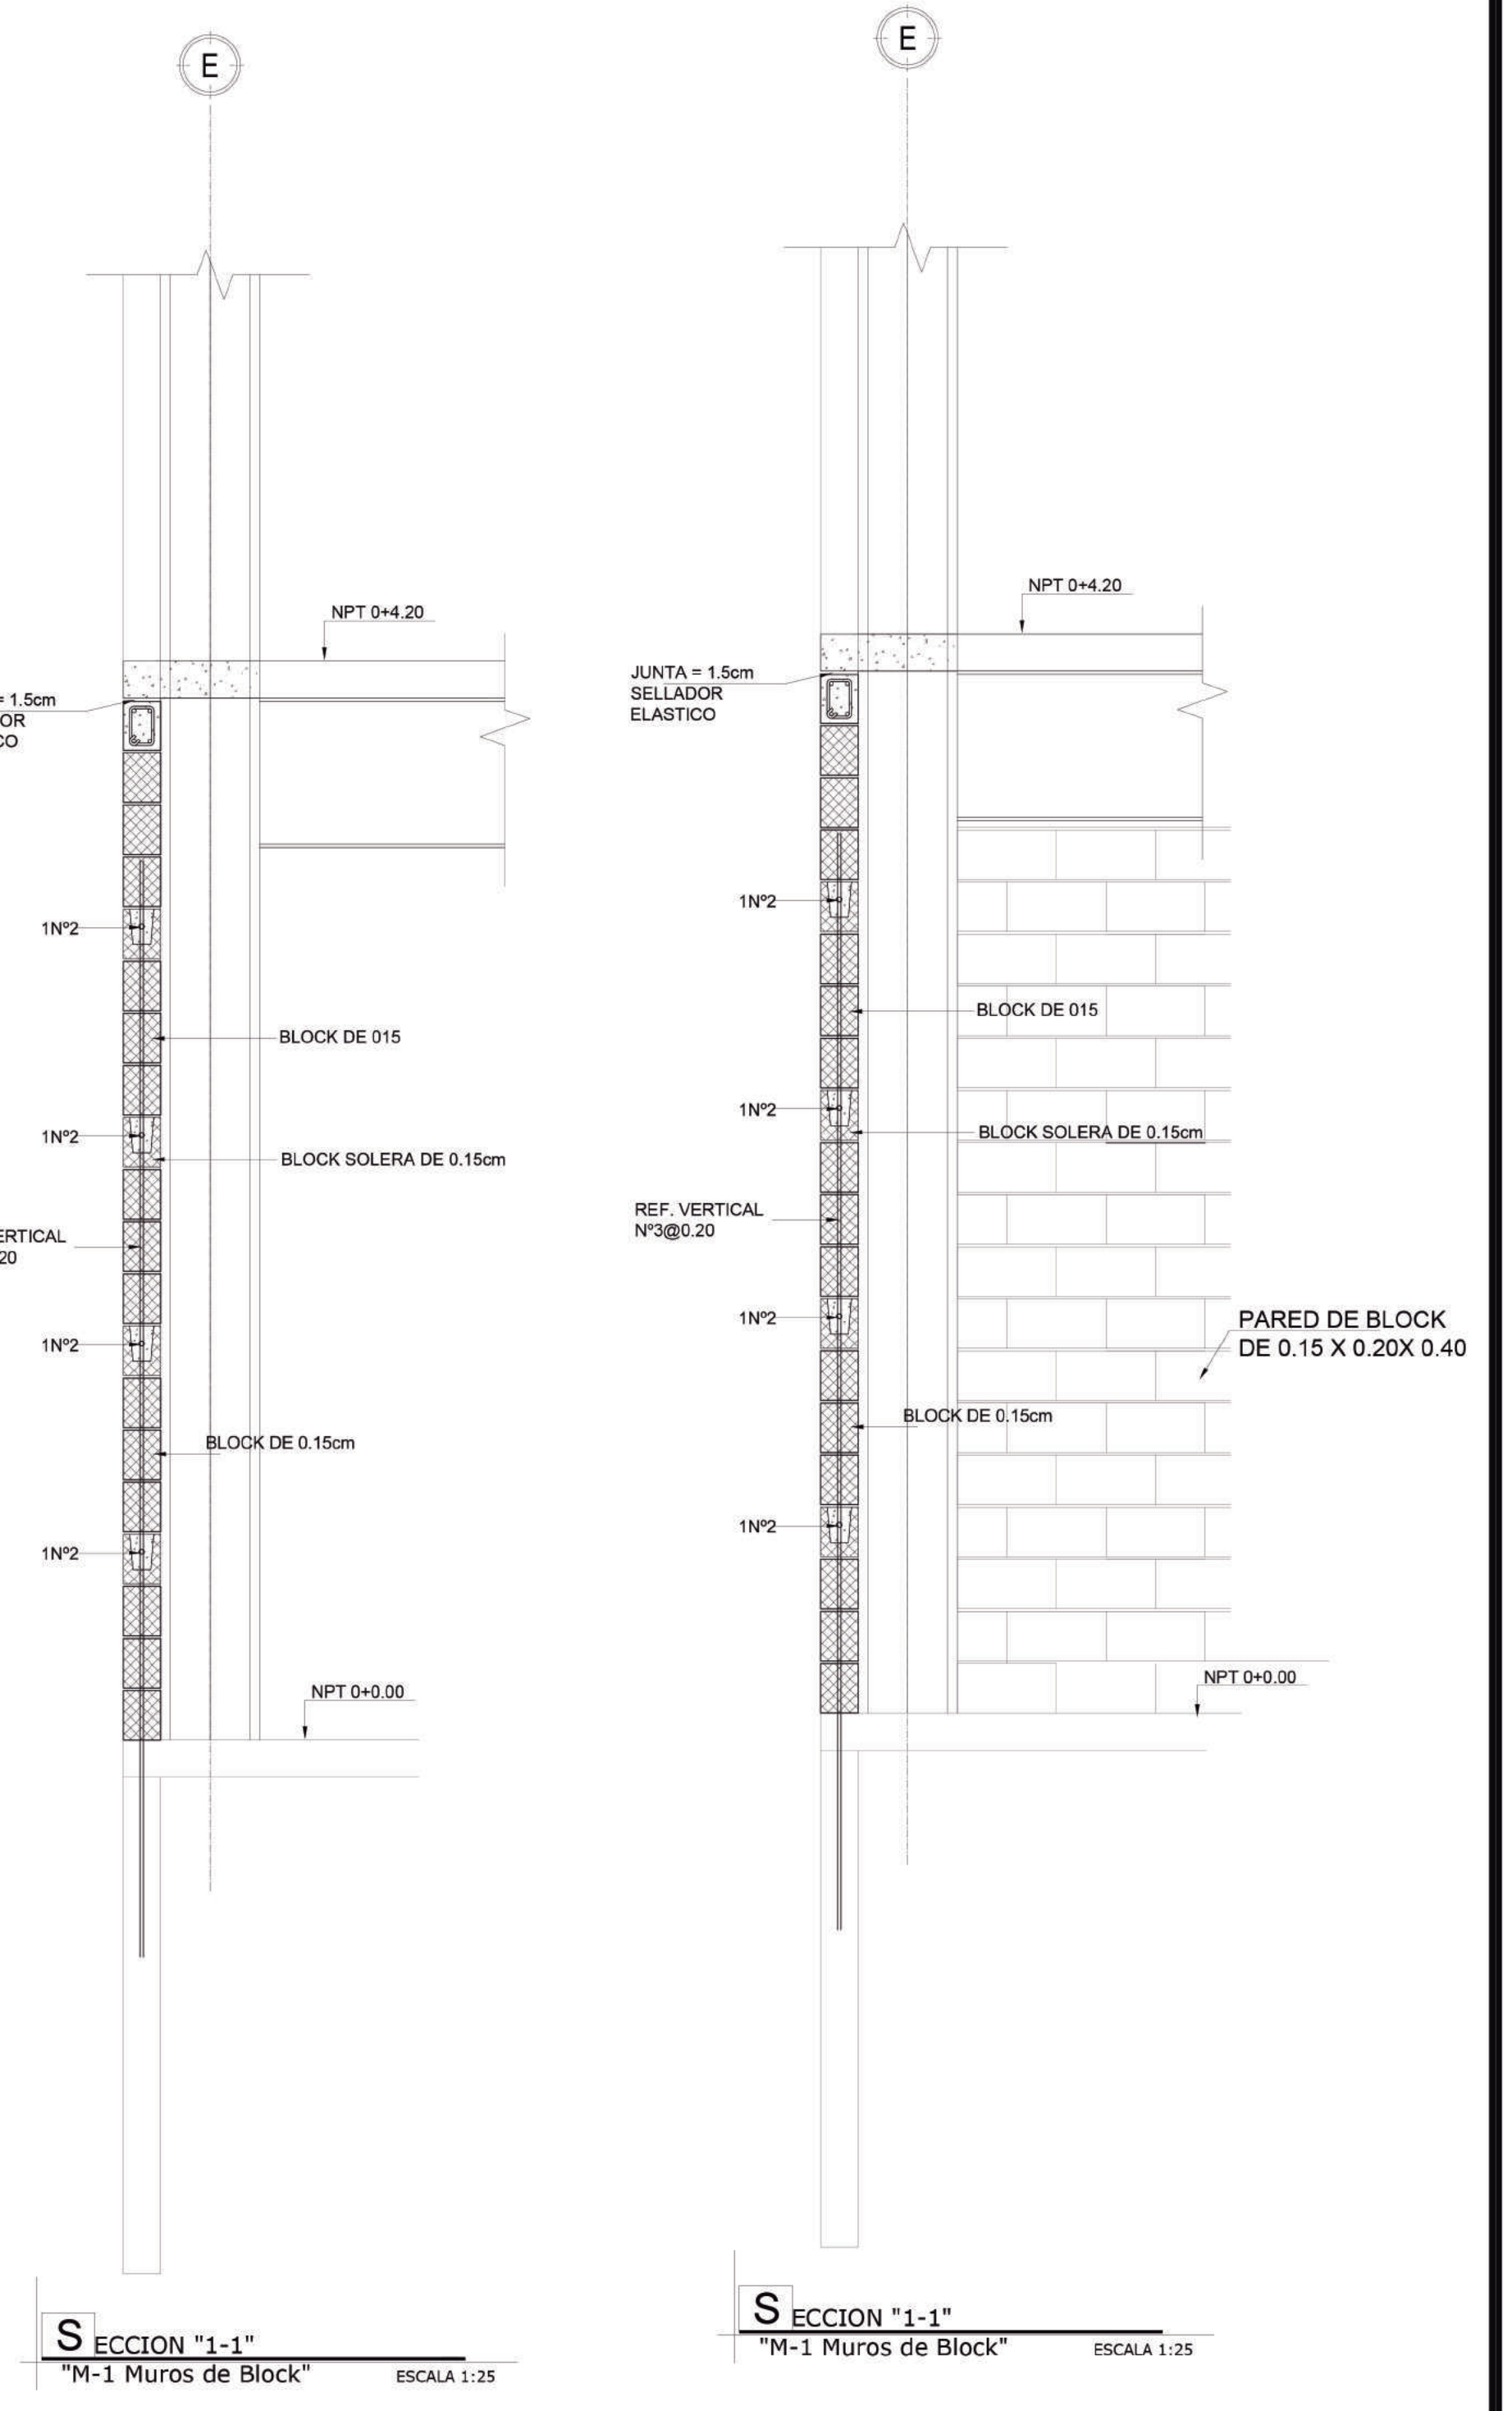 E
NPT 0+4.20
= 1.5cm
OR
CO
1Nº2
BLOCK DE 015
1Nº2
BLOCK SOLERA DE 0.15cm
ERTICAL
20
1Nº2
BLOCK DE 0.15cm
1Nº2
NPT 0+0.00
SECCION "1-1"
"M-1 Muros de Block"
ESCALA 1:25
E
NPT 0+4.20
JUNTA = 1.5cm
SELLADOR
ELASTICO
1Nº2
BLOCK DE 015
1Nº2
BLOCK SOLERA DE 0.15cm
REF. VERTICAL
Nº3@0.20
1Nº2
PARED DE BLOCK
DE 0.15 X 0.20X 0.40
BLOCK DE 0.15cm
1Nº2
NPT 0+0.00
SECCION "1-1"
"M-1 Muros de Block"
ESCALA 1:25